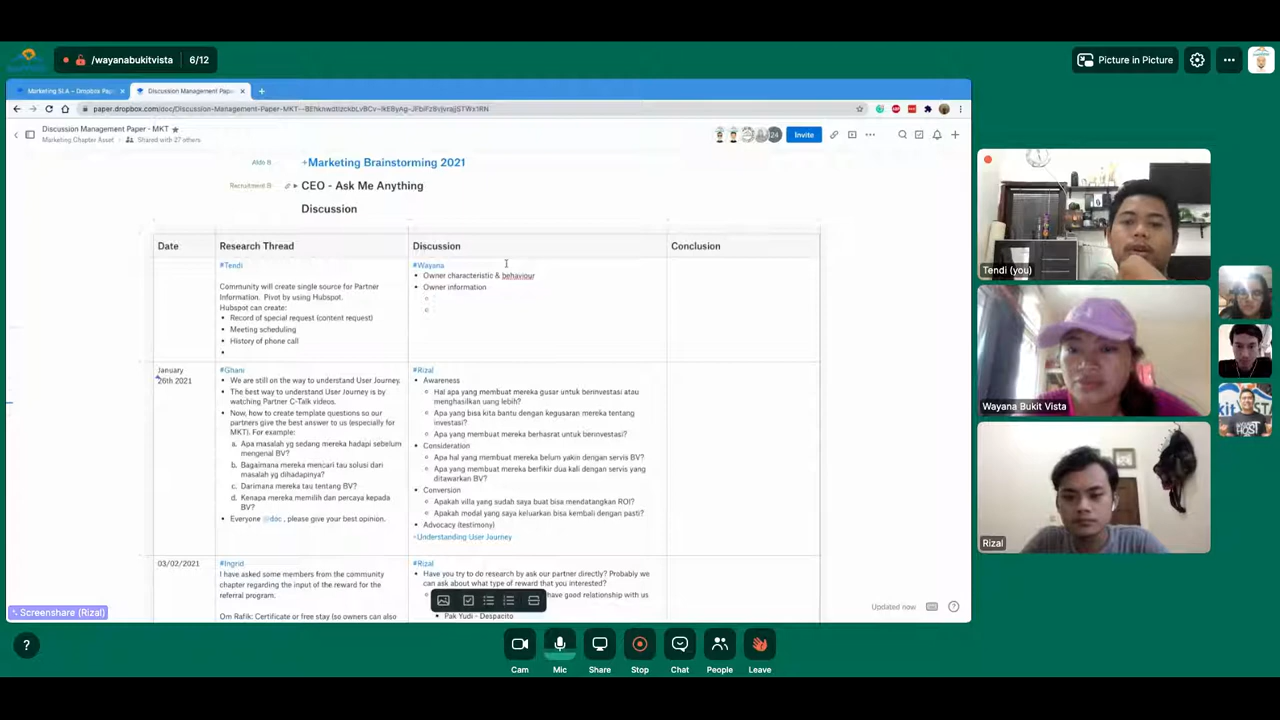 /wayanabukitvista 6/12
Picture in Picture
Marketing SLA – Dropbox Pap
Discussion Management Pape
Discussion Management Paper - MKT
Marketing Chapter Asset
Shared with 27 others
24
Invite
Aldo B
+Marketing Brainstorming 2021
Recruitment B
CEO - Ask Me Anything
Discussion
Date
Research Thread
Discussion
Conclusion
#Tendi
Community will create single source for Partner
Information. Pivot by using Hubspot.
Hubspot can create:
• Record of special request (content request)
• Meeting scheduling
• History of phone call
•
#Wayana
• Owner characteristic & behaviour
• Owner information
January
26th 2021
#Ghani
• We are still on the way to understand User Journey.
• The best way to understand User Journey is by
watching Partner C-Talk videos.
• Now, how to create template questions so our
partners give the best answer to us (especially for
MKT). For example:
a. Apa masalah yg sedang mereka hadapi sebelum
mengenal BV?
b. Bagaimana mereka mencari tau solusi dari
masalah yg dihadapinya?
c. Darimana mereka tau tentang BV?
d. Kenapa mereka memilih dan percaya kepada
BV?
• Everyone @doc , please give your best opinion.
#Rizal
• Awareness
◦ Hal apa yang membuat mereka gusar untuk berinvestasi atau
menghasilkan uang lebih?
◦ Apa yang bisa kita bantu dengan kegusaran mereka tentang
investasi?
◦ Apa yang membuat mereka berhasrat untuk berinvestasi?
• Consideration
◦ Apa hal yang membuat mereka belum yakin dengan servis BV?
◦ Apa yang membuat mereka berfikir dua kali dengan servis yang
ditawarkan BV?
• Conversion
◦ Apakah villa yang sudah saya buat bisa mendatangkan ROI?
◦ Apakah modal yang saya keluarkan bisa kembali dengan pasti?
• Advocacy (testimony)
+Understanding User Journey
03/02/2021
#Ingrid
I have asked some members from the community
chapter regarding the input of the reward for the
referral program.
Om Rafik: Certificate or free stay (so owners can also
#Rizal
• Have you try to do research by ask our partner directly? Probably we
can ask about what type of reward that you interested?
have good relationship with us
• Pak Yudi - Despacito
Updated now
Screenshare (Rizal)
Tendi (you)
Wayana Bukit Vista
Rizal
Cam
Mic
Share
Stop
Chat
People
Leave